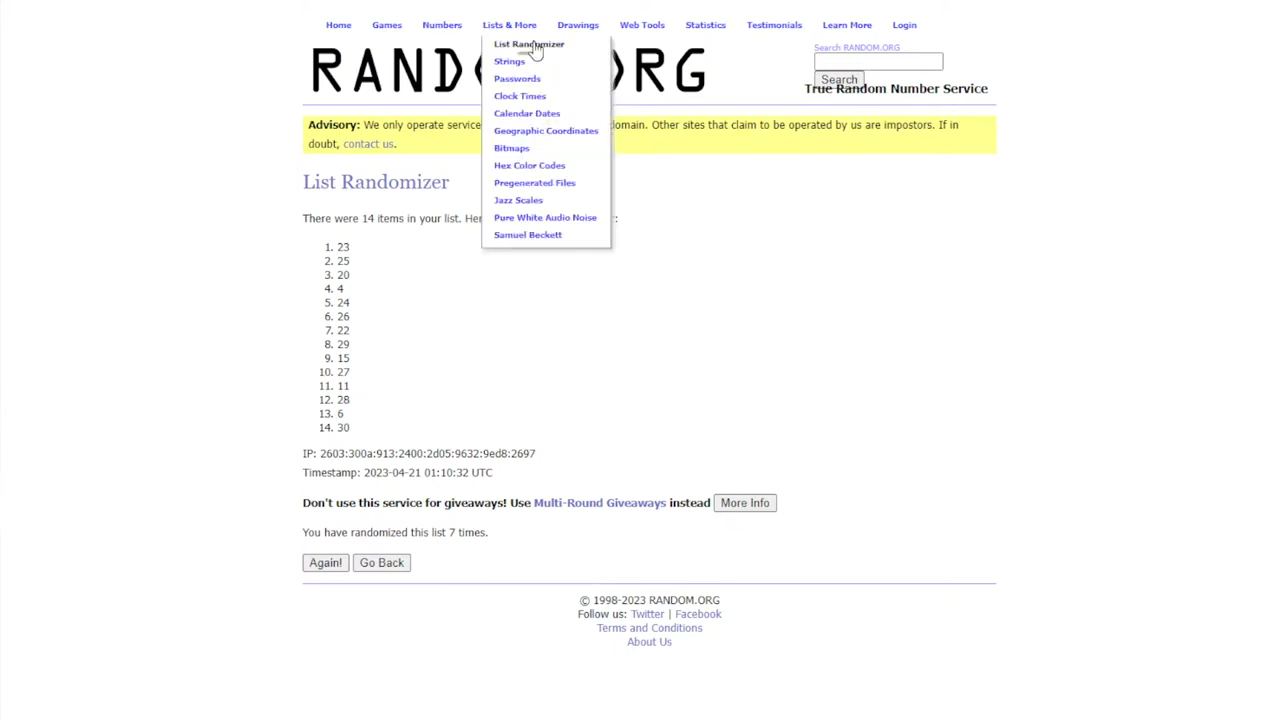 Home Games Numbers Lists & More Drawings Web Tools Statistics Testimonials Learn More Login
List Randomizer
Strings
Passwords
Clock Times
Calendar Dates
Geographic Coordinates
Bitmaps
Hex Color Codes
Pregenerated Files
Jazz Scales
Pure White Audio Noise
Samuel Beckett
RAND RG
Search RANDOM.ORG
Search
True Random Number Service
Advisory: We only operate service omain. Other sites that claim to be operated by us are impostors. If in
doubt, contact us.
List Randomizer
There were 14 items in your list. Her :
1. 23
2. 25
3. 20
4. 4
5. 24
6. 26
7. 22
8. 29
9. 15
10. 27
11. 11
12. 28
13. 6
14. 30
IP: 2603:300a:913:2400:2d05:9632:9ed8:2697
Timestamp: 2023-04-21 01:10:32 UTC
Don't use this service for giveaways! Use Multi-Round Giveaways instead More Info
You have randomized this list 7 times.
Again! Go Back
© 1998-2023 RANDOM.ORG
Follow us: Twitter | Facebook
Terms and Conditions
About Us